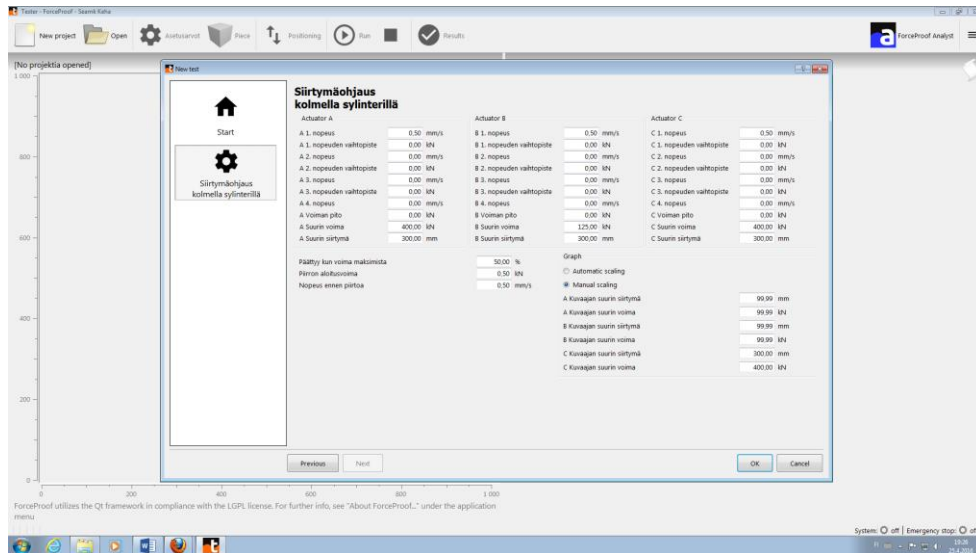 Tester - ForceProof - Seamk Keha
New project
Open
Asetusarvot
Piece
Positioning
Run
Results
a
ForceProof Analyst
[No projektia opened]
1 000
800
600
400
200
0
0 200 400 600 800 1 000
New test
Start
Siirtymäohjaus
kolmella sylinterillä
Siirtymäohjaus
kolmella sylinterillä
Actuator A
A 1. nopeus 0,50 mm/s
A 1. nopeuden vaihtopiste 0,00 kN
A 2. nopeus 0,00 mm/s
A 2. nopeuden vaihtopiste 0,00 kN
A 3. nopeus 0,00 mm/s
A 3. nopeuden vaihtopiste 0,00 kN
A 4. nopeus 0,00 mm/s
A Voiman pito 0,00 kN
A Suurin voima 400,00 kN
A Suurin siirtymä 300,00 mm
Actuator B
B 1. nopeus 0,50 mm/s
B 1. nopeuden vaihtopiste 0,00 kN
B 2. nopeus 0,00 mm/s
B 2. nopeuden vaihtopiste 0,00 kN
B 3. nopeus 0,00 mm/s
B 3. nopeuden vaihtopiste 0,00 kN
B 4. nopeus 0,00 mm/s
B Voiman pito 0,00 kN
B Suurin voima 125,00 kN
B Suurin siirtymä 300,00 mm
Actuator C
C 1. nopeus 0,50 mm/s
C 1. nopeuden vaihtopiste 0,00 kN
C 2. nopeus 0,00 mm/s
C 2. nopeuden vaihtopiste 0,00 kN
C 3. nopeus 0,00 mm/s
C 3. nopeuden vaihtopiste 0,00 kN
C 4. nopeus 0,00 mm/s
C Voiman pito 0,00 kN
C Suurin voima 400,00 kN
C Suurin siirtymä 300,00 mm
Päättyy kun voima maksimista 50,00 %
Piirron aloitusvoima 0,50 kN
Nopeus ennen piirtoa 0,50 mm/s
Graph
Automatic scaling
Manual scaling
A Kuvaajan suurin siirtymä 99,99 mm
A Kuvaajan suurin voima 99,99 kN
B Kuvaajan suurin siirtymä 99,99 mm
B Kuvaajan suurin voima 99,99 kN
C Kuvaajan suurin siirtymä 300,00 mm
C Kuvaajan suurin voima 400,00 kN
Previous
Next
OK
Cancel
ForceProof utilizes the Qt framework in compliance with the LGPL license. For further info, see "About ForceProof..." under the application
menu
System: off | Emergency stop: of
FI
19:26
25.4.2016